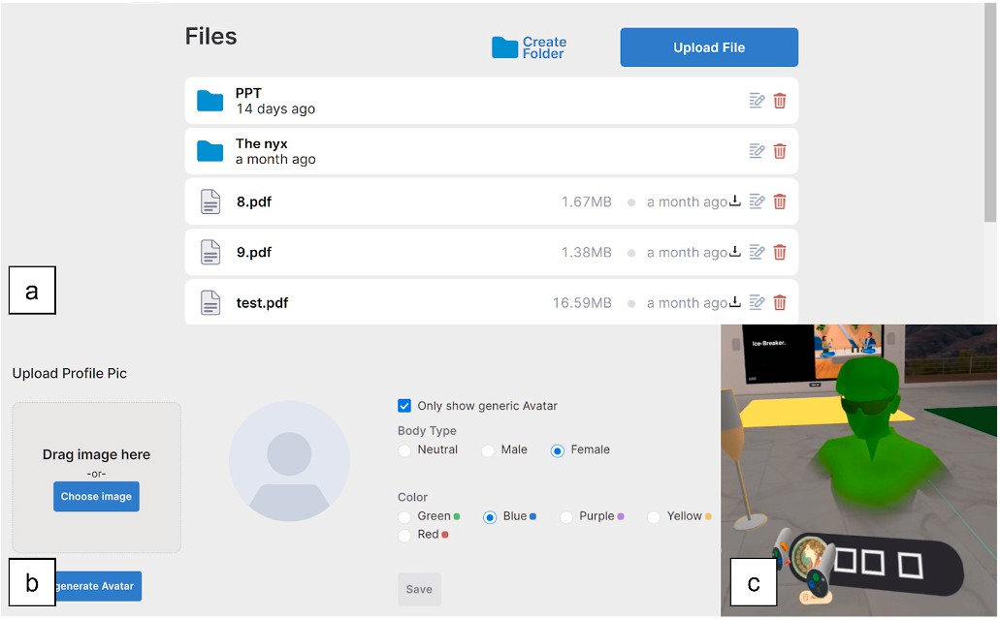 Files
Create
Folder
Upload File
PPT
14 days ago
The nyx
a month ago
8.pdf
1.67MB
a month ago
9.pdf
1.38MB
a month ago
test.pdf
16.59MB
a month ago
a
Upload Profile Pic
Drag image here
-or-
Choose image
generate Avatar
b
Only show generic Avatar
Body Type
Neutral Male Female
Color
Green Blue Purple Yellow
Red
Save
Ice-Breaker.
c